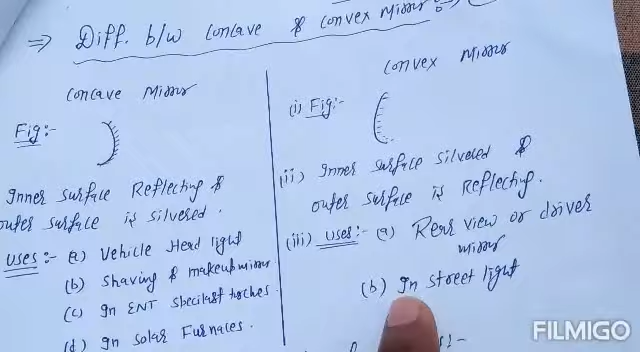 ⇒ Diff. b/w Concave & Convex Mirror :-
Concave Mirror
Fig:-
Inner surface Reflecting &
outer surface is silvered.
Uses:- (a) Vehicle Head light
(b) Shaving & makeup mirror
(c) In ENT Specilast torches
(d) In Solar Furnaces.
Convex Mirror
(i) Fig:-
(ii) Inner surface silvered &
outer surface is Reflecting.
(iii) Uses:- (a) Rear view or driver
mirror
(b) In street light
FILMIGO